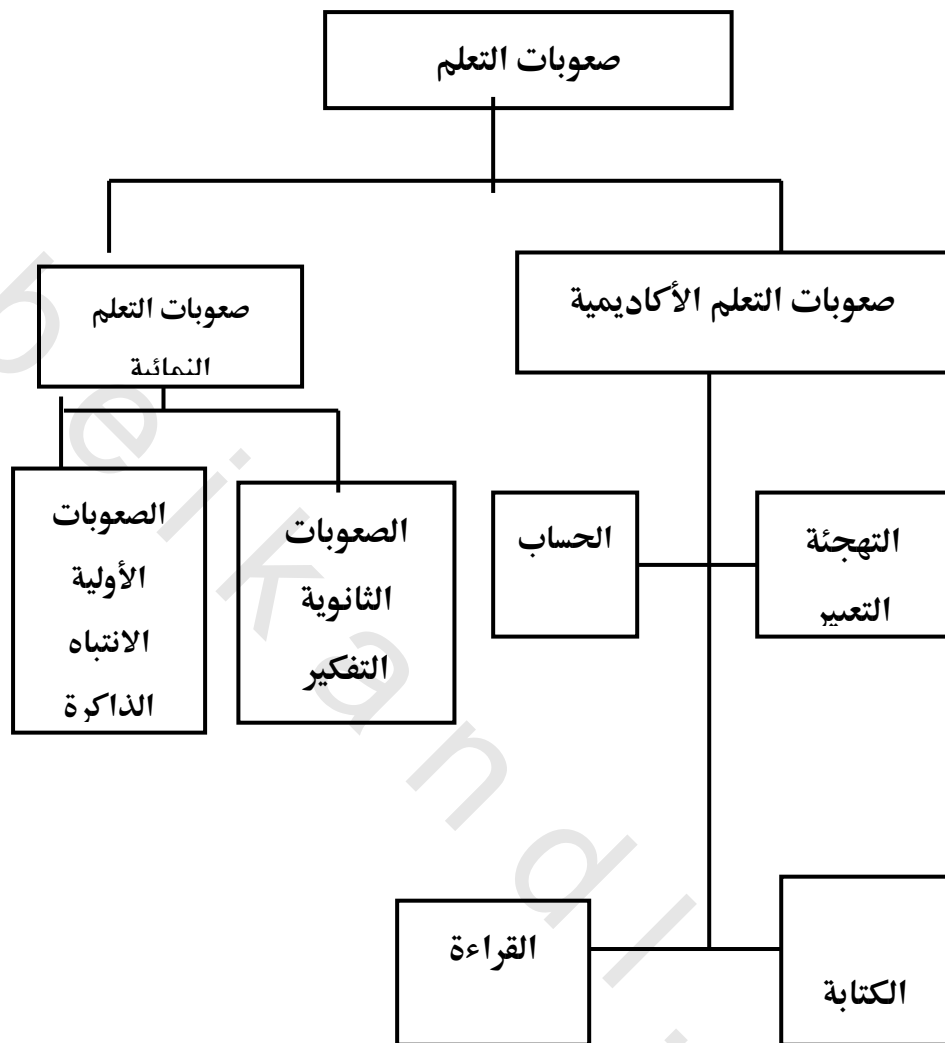 صعوبات التعلم
صعوبات التعلم الأكاديمية
صعوبات التعلم
النمائية
التهجئة
التعبير
الحساب
الصعوبات
الثانوية
التفكير
الصعوبات
الأولية
الانتباه
الذاكرة
الكتابة
القراءة
beikandl